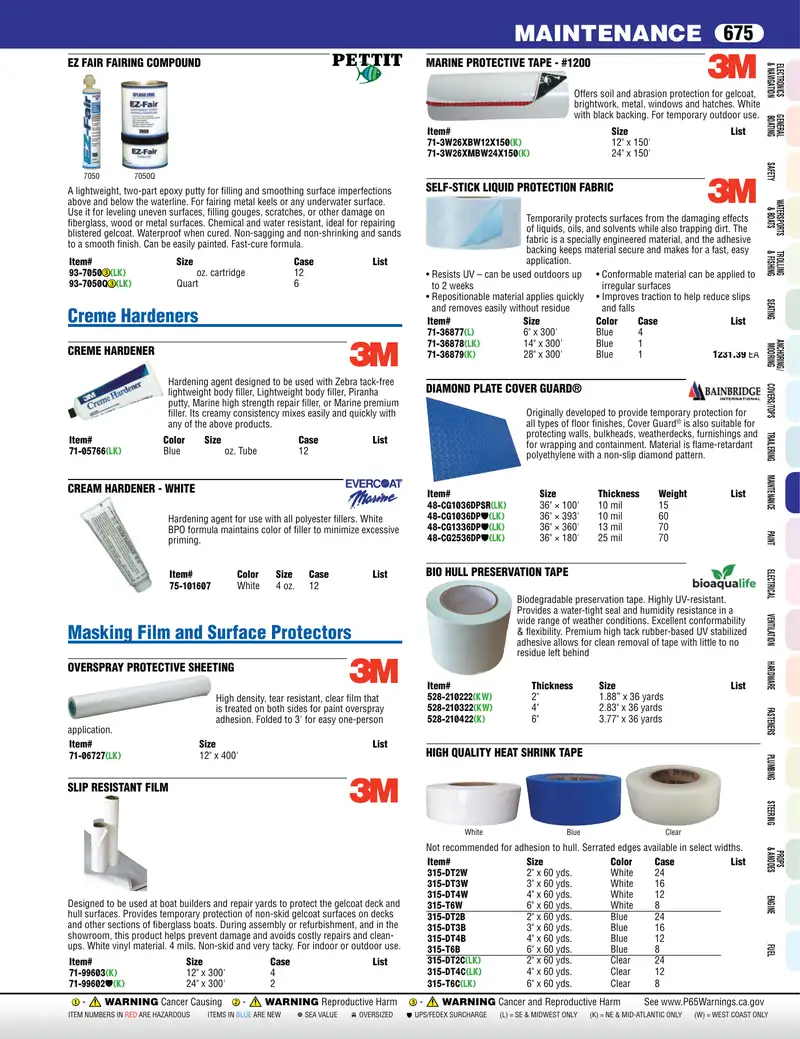 MAINTENANCE 675
EZ FAIR FAIRING COMPOUND
PETTIT
EZ-Fair
EZ-Fair
7050
EZ-Fair
7050 7050Q
A lightweight, two-part epoxy putty for filling and smoothing surface imperfections
above and below the waterline. For fairing metal keels or any underwater surface.
Use it for leveling uneven surfaces, filling gouges, scratches, or other damage on
fiberglass, wood or metal surfaces. Chemical and water resistant, ideal for repairing
blistered gelcoat. Waterproof when cured. Non-sagging and non-shrinking and sands
to a smooth finish. Can be easily painted. Fast-cure formula.
Item# Size Case List
93-7050③(LK) oz. cartridge 12
93-7050Q③(LK) Quart 6
Creme Hardeners
CREME HARDENER
3M
Creme Hardener
Hardening agent designed to be used with Zebra tack-free
lightweight body filler, Lightweight body filler, Piranha
putty, Marine high strength repair filler, or Marine premium
filler. Its creamy consistency mixes easily and quickly with
any of the above products.
Item# Color Size Case List
71-05766(LK) Blue oz. Tube 12
CREAM HARDENER - WHITE
EVERCOAT
Marine
Hardening agent for use with all polyester fillers. White
BPO formula maintains color of filler to minimize excessive
priming.
Item# Color Size Case List
75-101607 White 4 oz. 12
Masking Film and Surface Protectors
OVERSPRAY PROTECTIVE SHEETING
3M
High density, tear resistant, clear film that
is treated on both sides for paint overspray
adhesion. Folded to 3' for easy one-person
application.
Item# Size List
71-06727(LK) 12" x 400'
SLIP RESISTANT FILM
3M
Designed to be used at boat builders and repair yards to protect the gelcoat deck and
hull surfaces. Provides temporary protection of non-skid gelcoat surfaces on decks
and other sections of fiberglass boats. During assembly or refurbishment, and in the
showroom, this product helps prevent damage and avoids costly repairs and clean-
ups. White vinyl material. 4 mils. Non-skid and very tacky. For indoor or outdoor use.
Item# Size Case List
71-99603(K) 12" x 300' 4
71-99602(K) 24" x 300' 2
MARINE PROTECTIVE TAPE - #1200
3M
Offers soil and abrasion protection for gelcoat,
brightwork, metal, windows and hatches. White
with black backing. For temporary outdoor use.
Item# Size List
71-3W26XBW12X150(K) 12" x 150'
71-3W26XMBW24X150(K) 24" x 150'
SELF-STICK LIQUID PROTECTION FABRIC
3M
Temporarily protects surfaces from the damaging effects
of liquids, oils, and solvents while also trapping dirt. The
fabric is a specially engineered material, and the adhesive
backing keeps material secure and makes for a fast, easy
application.
• Resists UV – can be used outdoors up
to 2 weeks
• Repositionable material applies quickly
and removes easily without residue
• Conformable material can be applied to
irregular surfaces
• Improves traction to help reduce slips
and falls
Item# Size Color Case List
71-36877(L) 6" x 300' Blue 4
71-36878(LK) 14" x 300' Blue 1
71-36879(K) 28" x 300' Blue 1 1231.39 EA
DIAMOND PLATE COVER GUARD®
BAINBRIDGE
INTERNATIONAL
Originally developed to provide temporary protection for
all types of floor finishes, Cover Guard® is also suitable for
protecting walls, bulkheads, weatherdecks, furnishings and
for wrapping and containment. Material is flame-retardant
polyethylene with a non-slip diamond pattern.
Item# Size Thickness Weight List
48-CG1036DPSR(LK) 36" × 100' 10 mil 15
48-CG1036DP(LK) 36" × 393' 10 mil 60
48-CG1336DP(LK) 36" × 360' 13 mil 70
48-CG2536DP(LK) 36" × 180' 25 mil 70
BIO HULL PRESERVATION TAPE
bioaqualife
Biodegradable preservation tape. Highly UV-resistant.
Provides a water-tight seal and humidity resistance in a
wide range of weather conditions. Excellent conformability
& flexibility. Premium high tack rubber-based UV stabilized
adhesive allows for clean removal of tape with little to no
residue left behind
Item# Thickness Size List
528-210222(KW) 2" 1.88" x 36 yards
528-210322(KW) 4" 2.83" x 36 yards
528-210422(K) 6" 3.77" x 36 yards
HIGH QUALITY HEAT SHRINK TAPE
White Blue Clear
Not recommended for adhesion to hull. Serrated edges available in select widths.
Item# Size Color Case List
315-DT2W 2" x 60 yds. White 24
315-DT3W 3" x 60 yds. White 16
315-DT4W 4" x 60 yds. White 12
315-T6W 6" x 60 yds. White 8
315-DT2B 2" x 60 yds. Blue 24
315-DT3B 3" x 60 yds. Blue 16
315-DT4B 4" x 60 yds. Blue 12
315-T6B 6" x 60 yds. Blue 8
315-DT2C(LK) 2" x 60 yds. Clear 24
315-DT4C(LK) 4" x 60 yds. Clear 12
315-T6C(LK) 6" x 60 yds. Clear 8
ELECTRONICS
& NAVIGATION
GENERAL
BOATING
SAFETY
WATERSPORTS
& BOATS
TROLLING
& FISHING
SEATING
ANCHORING/
MOORING
COVERS/TOPS
TRAILERING
MAINTENANCE
PAINT
ELECTRICAL
VENTILATION
HARDWARE
FASTENERS
PLUMBING
STEERING
PROPS
& ANODES
ENGINE
FUEL
① - WARNING Cancer Causing ② - WARNING Reproductive Harm ③ - WARNING Cancer and Reproductive Harm See www.P65Warnings.ca.gov
ITEM NUMBERS IN RED ARE HAZARDOUS ITEMS IN BLUE ARE NEW SEA VALUE OVERSIZED UPS/FEDEX SURCHARGE (L) = SE & MIDWEST ONLY (K) = NE & MID-ATLANTIC ONLY (W) = WEST COAST ONLY